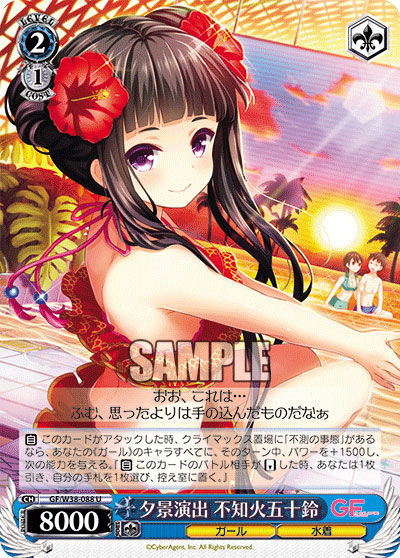 LEVEL
2
1
COST
SAMPLE
おお、これは…
ふむ、思ったよりは手の込んだものだなぁ
自 このカードがアタックした時、クライマックス置場に「不測の事態」がある
なら、あなたの《ガール》のキャラすべてに、そのターン中、パワーを＋1500し、
次の能力を与える。『自 このカードのバトル相手が【↓】した時、あなたは1枚
引き、自分の手札を1枚選び、控え室に置く。』
CH GF/W38-088 U
8000
夕景演出 不知火五十鈴
GF
ガール
水着
©CyberAgent, Inc. All Rights Reserved.